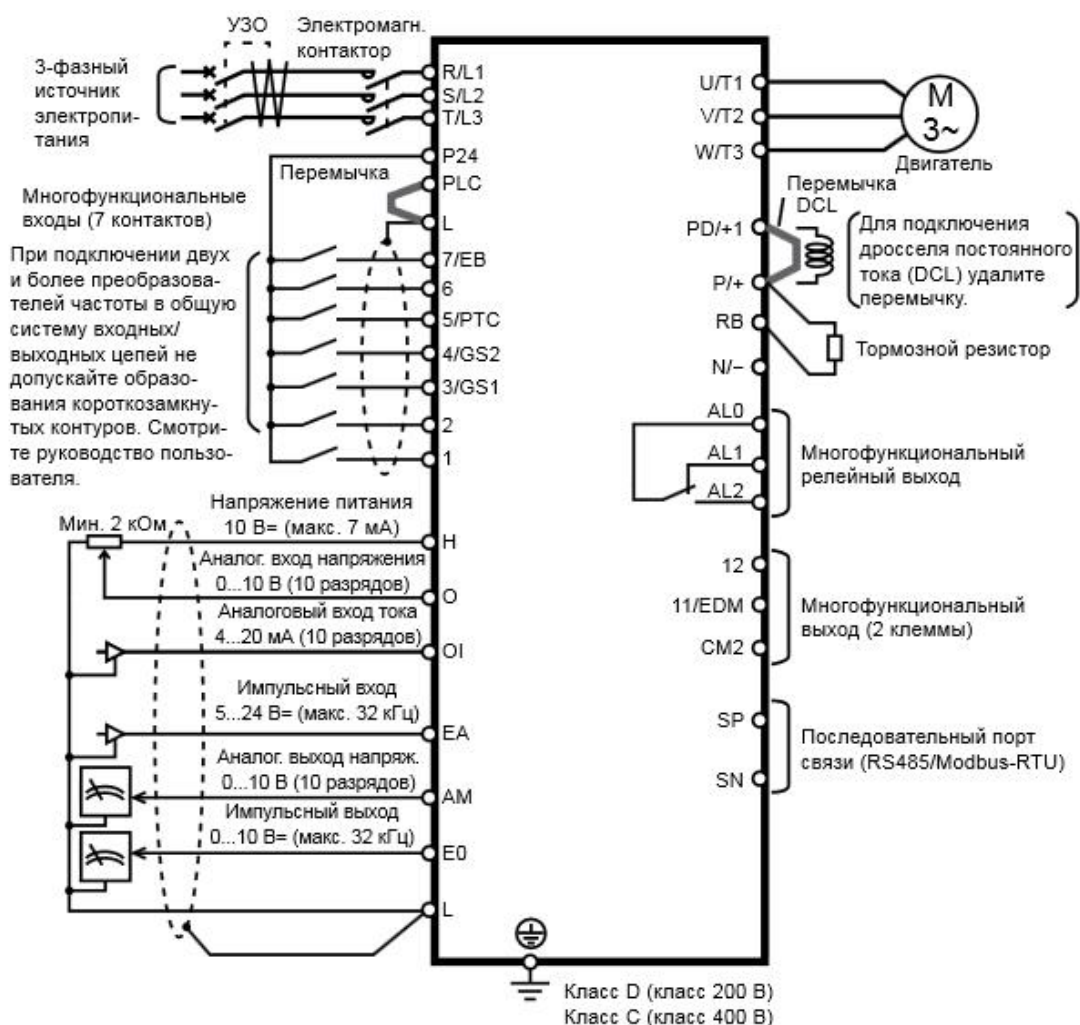 УЗО
Электромагн.
контактор
3-фазный
источник
электропи-
тания
R/L1
S/L2
T/L3
P24
Перемычка
PLC
L
Многофункциональные
входы (7 контактов)
При подключении двух
и более преобразова-
телей частоты в общую
систему входных/
выходных цепей не
допускайте образо-
вания короткозамкну-
тых контуров. Смотри-
те руководство пользо-
вателя.
7/EB
6
5/PTC
4/GS2
3/GS1
2
1
Напряжение питания
10 В= (макс. 7 мА)
Мин. 2 кОм
H
Аналог. вход напряжения
0...10 В (10 разрядов)
O
Аналоговый вход тока
4...20 мА (10 разрядов)
OI
Импульсный вход
5...24 В= (макс. 32 кГц)
EA
Аналог. выход напряж.
0...10 В (10 разрядов)
AM
Импульсный выход
0...10 В= (макс. 32 кГц)
E0
L
U/T1
V/T2
W/T3
M
3~
Двигатель
Перемычка
DCL
PD/+1
P/+
Для подключения
дросселя постоянного
тока (DCL) удалите
перемычку.
RB
N/−
Тормозной резистор
AL0
AL1
AL2
Многофункциональный
релейный выход
12
11/EDM
CM2
Многофункциональный
выход (2 клеммы)
SP
SN
Последовательный порт
связи (RS485/Modbus-RTU)
Класс D (класс 200 В)
Класс C (класс 400 В)